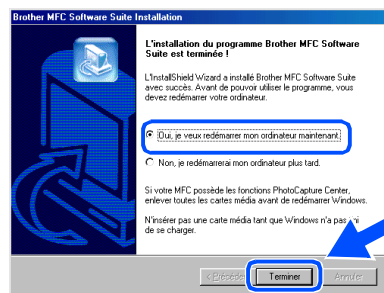 Brother MFC Software Suite Installation
L'installation du programme Brother MFC Software
Suite est terminée !
L'InstallShield Wizard a installé Brother MFC Software Suite
avec succès. Avant de pouvoir utiliser le programme, vous
devez redémarrer votre ordinateur.
Oui, je veux redémarrer mon ordinateur maintenant.
Non, je redémarrerai mon ordinateur plus tard.
Si votre MFC possède les fonctions PhotoCapture Center,
enlever toutes les cartes média avant de redémarrer Windows.
N'insérer pas une carte média tant que Windows n'a pas
de se charger.
Terminer
Annuler